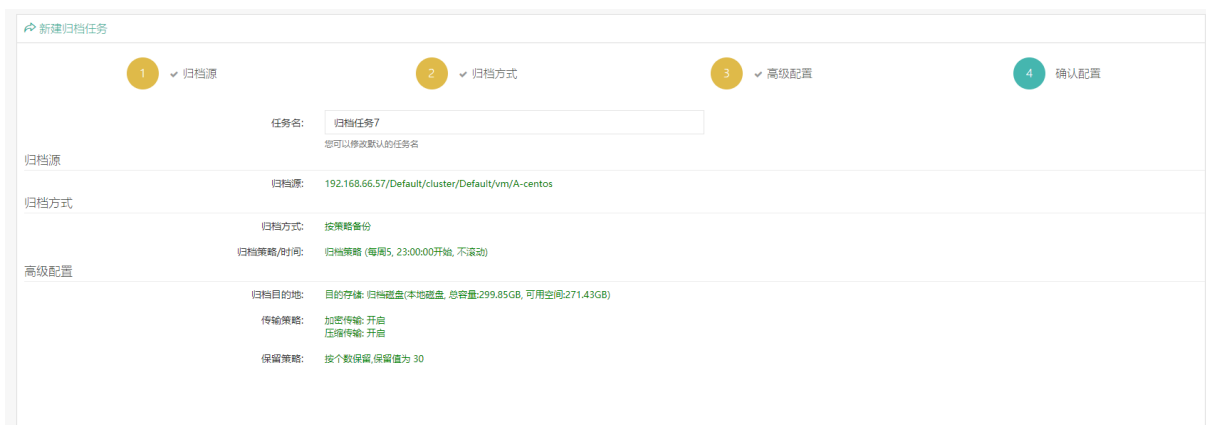 新建归档任务
1 归档源
2 归档方式
3 高级配置
4 确认配置
任务名: 归档任务7
您可以修改默认的任务名
归档源
归档源: 192.168.66.57/Default/cluster/Default/vm/A-centos
归档方式
归档方式: 按策略备份
归档策略/时间: 归档策略 (每周5, 23:00:00开始, 不滚动)
高级配置
归档目的地: 目的存储: 归档磁盘(本地磁盘, 总容量:299.85GB, 可用空间:271.43GB)
传输策略: 加密传输: 开启
压缩传输: 开启
保留策略: 按个数保留,保留值为 30